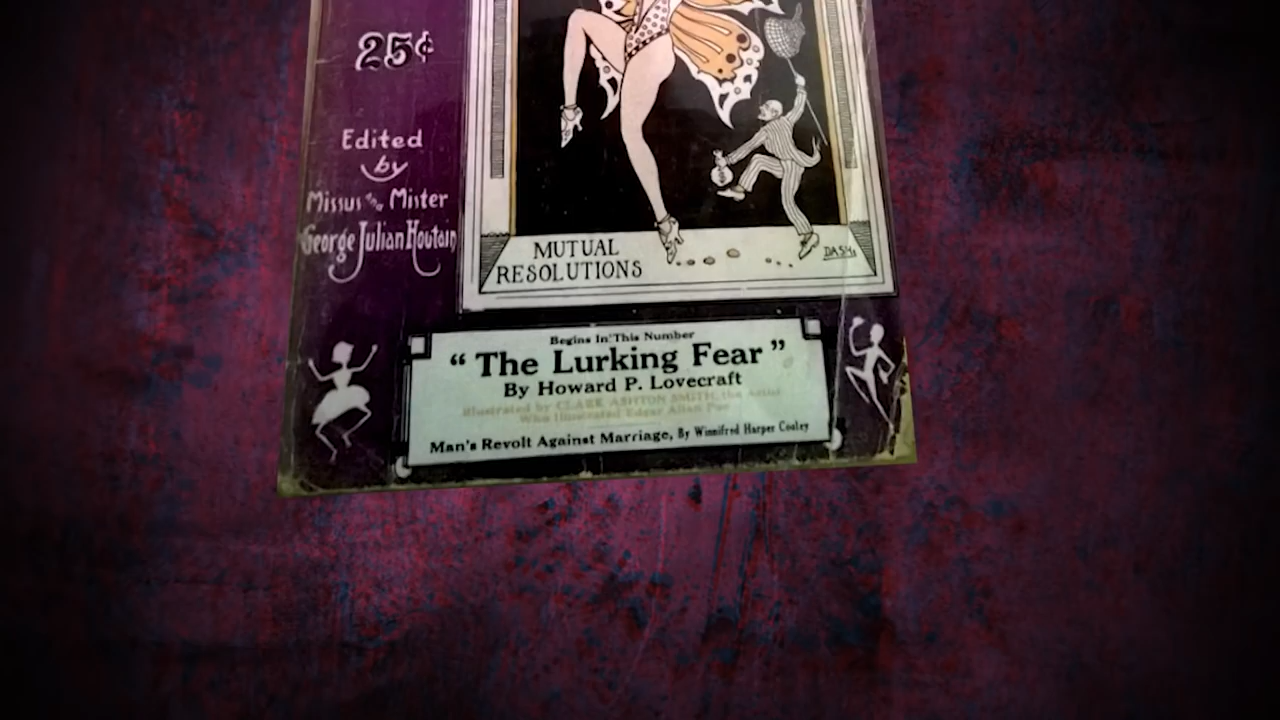 25¢
Edited
by
Missus and Mister
George Julian Houtain
MUTUAL
RESOLUTIONS
DASH.
Begins In This Number
“ The Lurking Fear ”
By Howard P. Lovecraft
Illustrated by CLARK ASHTON SMITH, the Artist
Who Illustrated Edgar Allan Poe
Man's Revolt Against Marriage, By Winnifred Harper Cooley